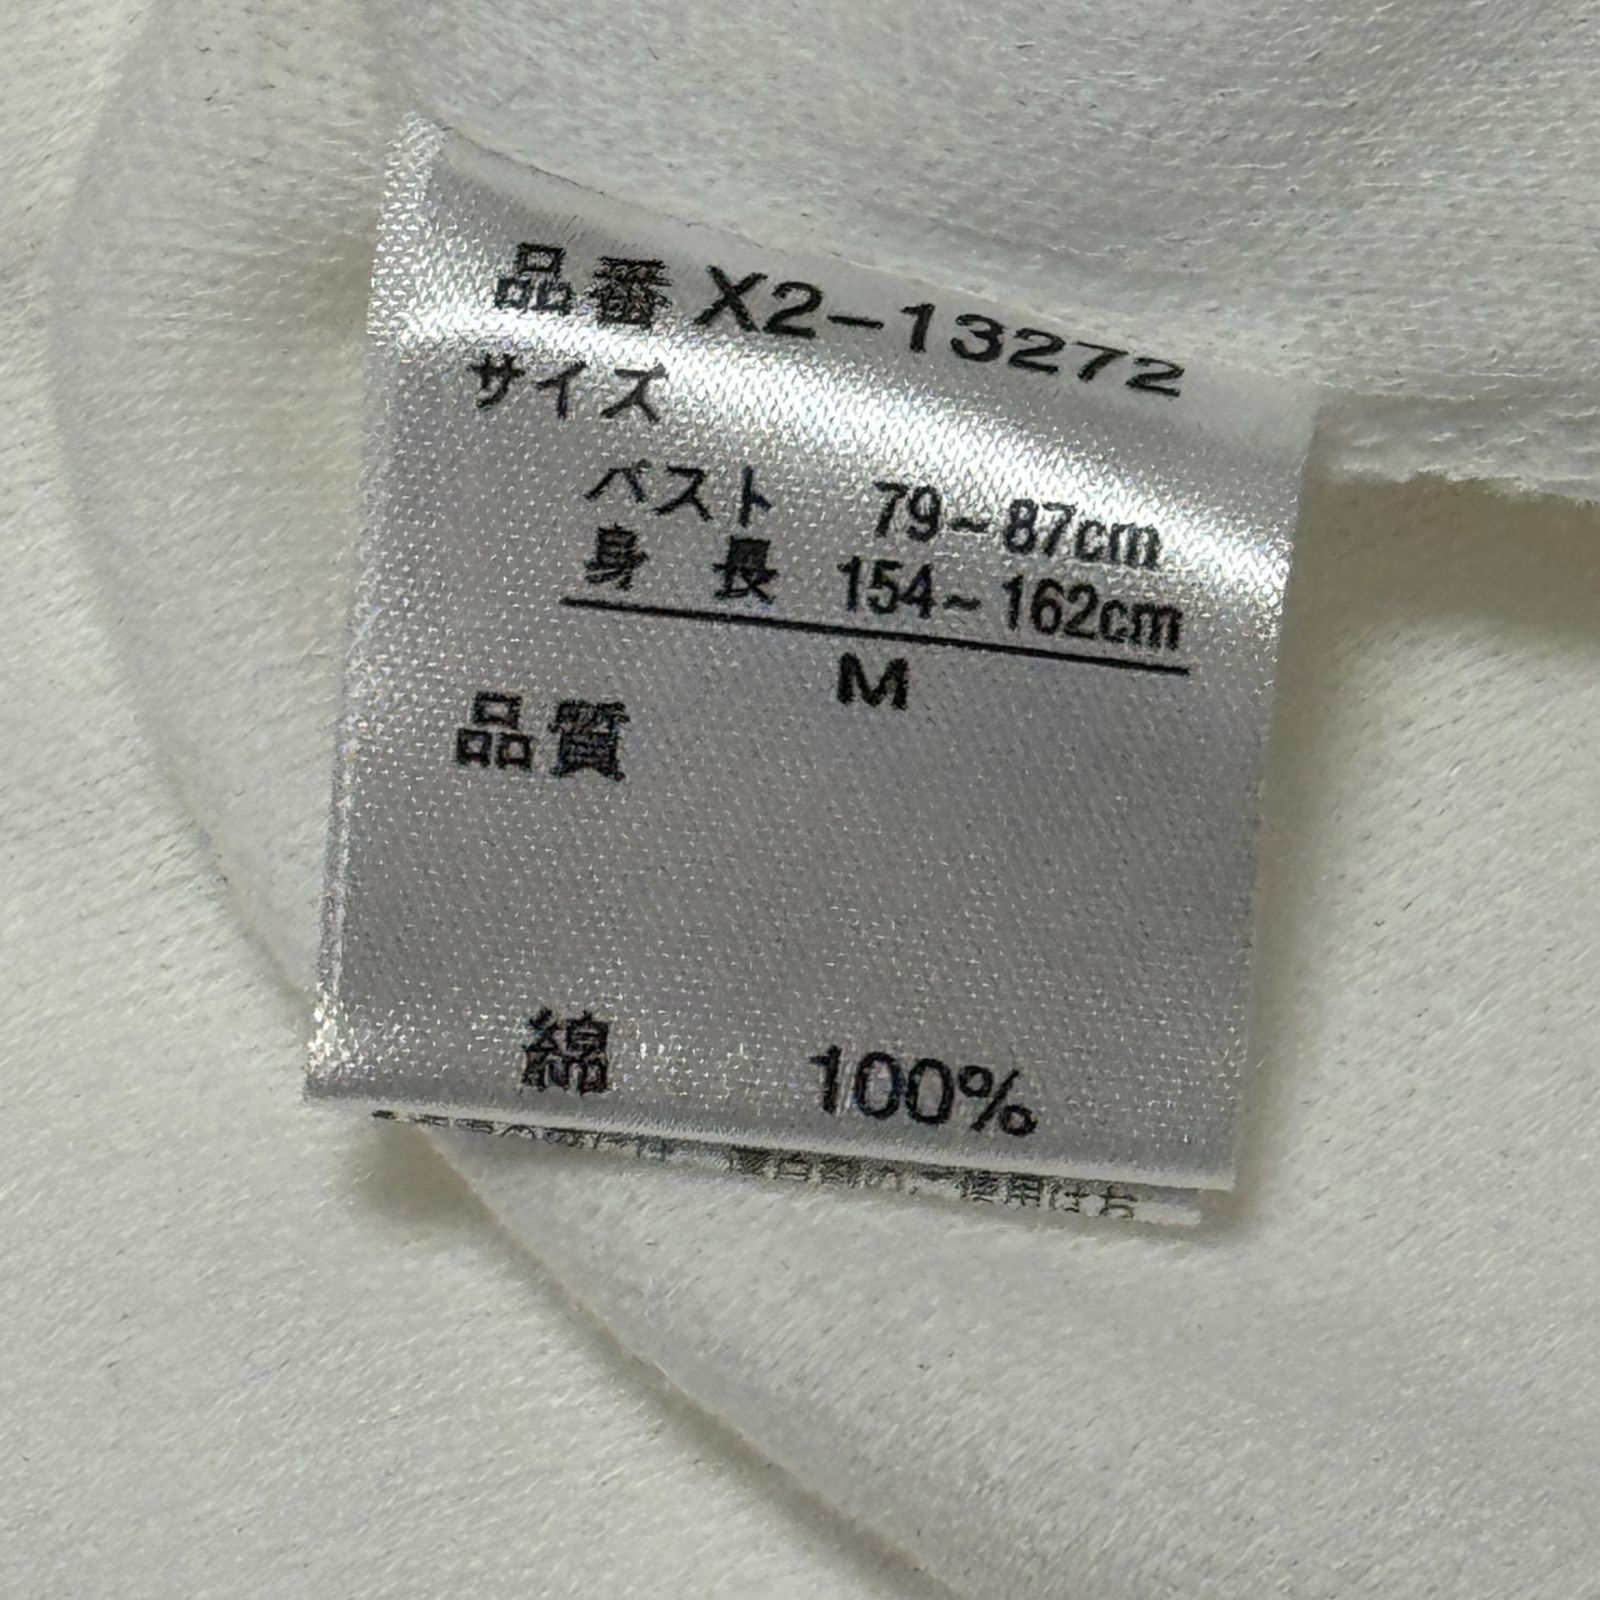 品番 X2-13272
サイズ
バスト 79~87cm
身長 154~162cm
M
品質
綿 100%